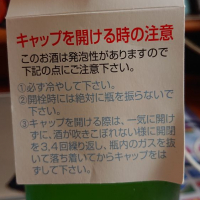 キャップを開ける時の注意
このお酒は発泡性がありますので
下記の点にご注意下さい。
①必ず冷やして下さい。
②開栓時には絶対に瓶を振らないで
下さい。
③キャップを開ける際は、一気に開け
ずに、酒が吹きこぼれない様に開閉
を3,4回繰り返し、瓶内のガスを抜
いて落ち着いてからキャップをは
ずして下さい。